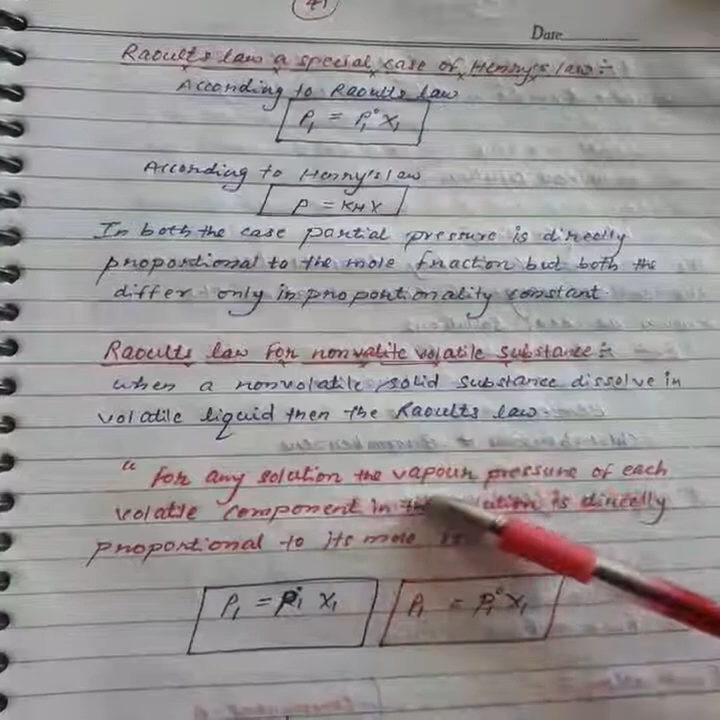 41
Date
Raoults law a special case of Henry's law :-
According to Raoults law
P₁ = P₁° X₁
According to Henry's law
P = KH X
In both the case partial pressure is direclly
proportional to the mole fraction but both the
differ only in proportionality constant.
Raoults law for nonvalite volatile substance :-
when a nonvolatile solid substance dissolve in
volatile liquid then the Raoults law.
" for any solution the vapour pressure of each
volatile component in the is direclly
proportional to its mole
P₁ = P₁° X₁ P₁ = P₁° X₁